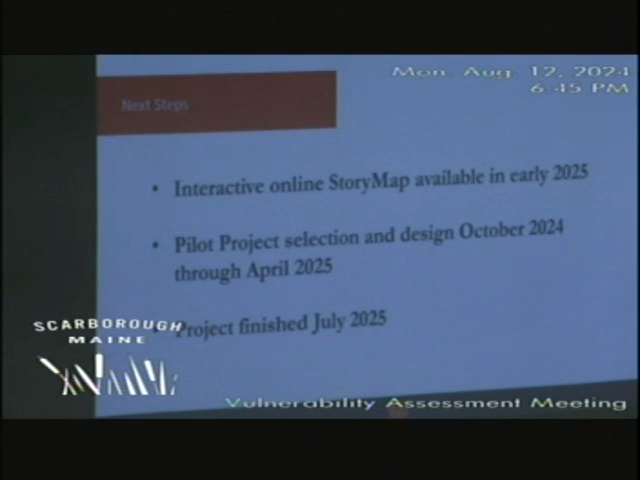 Mon. Aug. 12, 2024
6:45 PM
Next Steps
• Interactive online StoryMap available in early 2025
• Pilot Project selection and design October 2024
through April 2025
• Project finished July 2025
SCARBOROUGH
MAINE
Vulnerability Assessment Meeting